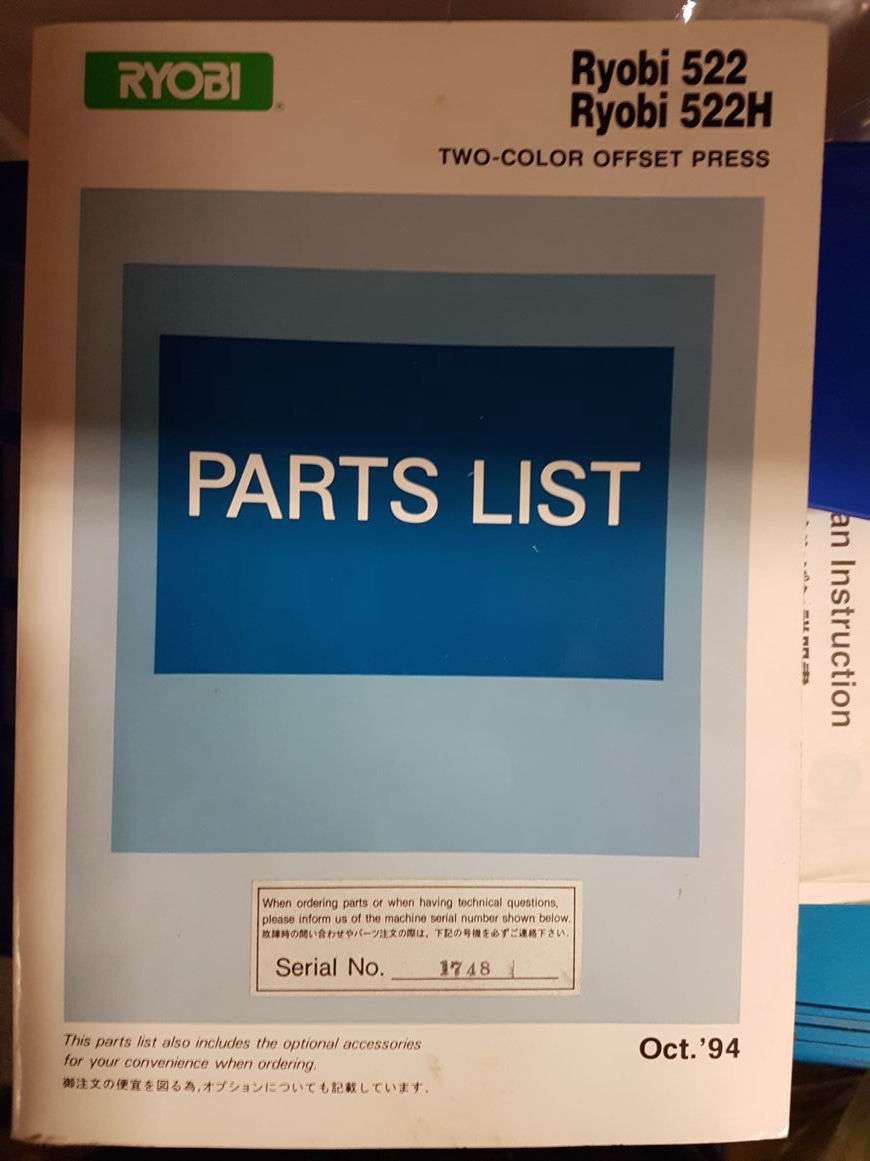 RYOBI
Ryobi 522
Ryobi 522H
TWO-COLOR OFFSET PRESS
PARTS LIST
an Instruction
When ordering parts or when having technical questions,
please inform us of the machine serial number shown below.
故障時の問い合わせやパーツ注文の際は、下記の号機を必ずご連絡下さい。
Serial No. 1748
This parts list also includes the optional accessories
for your convenience when ordering.
御注文の便宜を図る為,オプションについても記載しています.
Oct.'94